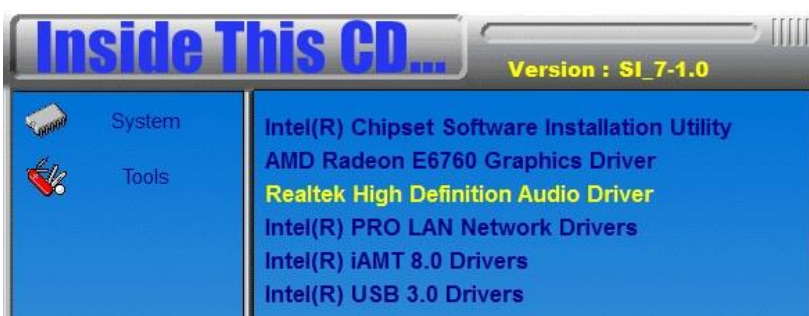 Inside This CD...
Version : SI_7-1.0
System
Tools
Intel(R) Chipset Software Installation Utility
AMD Radeon E6760 Graphics Driver
Realtek High Definition Audio Driver
Intel(R) PRO LAN Network Drivers
Intel(R) iAMT 8.0 Drivers
Intel(R) USB 3.0 Drivers